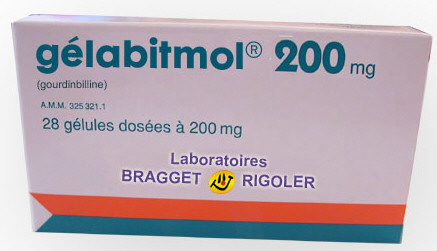 gélabitmol® 200 mg
(gourdinbilline)
A.M.M. 325 321.1
28 gélules dosées à 200 mg
Laboratoires
BRAGGET RIGOLER